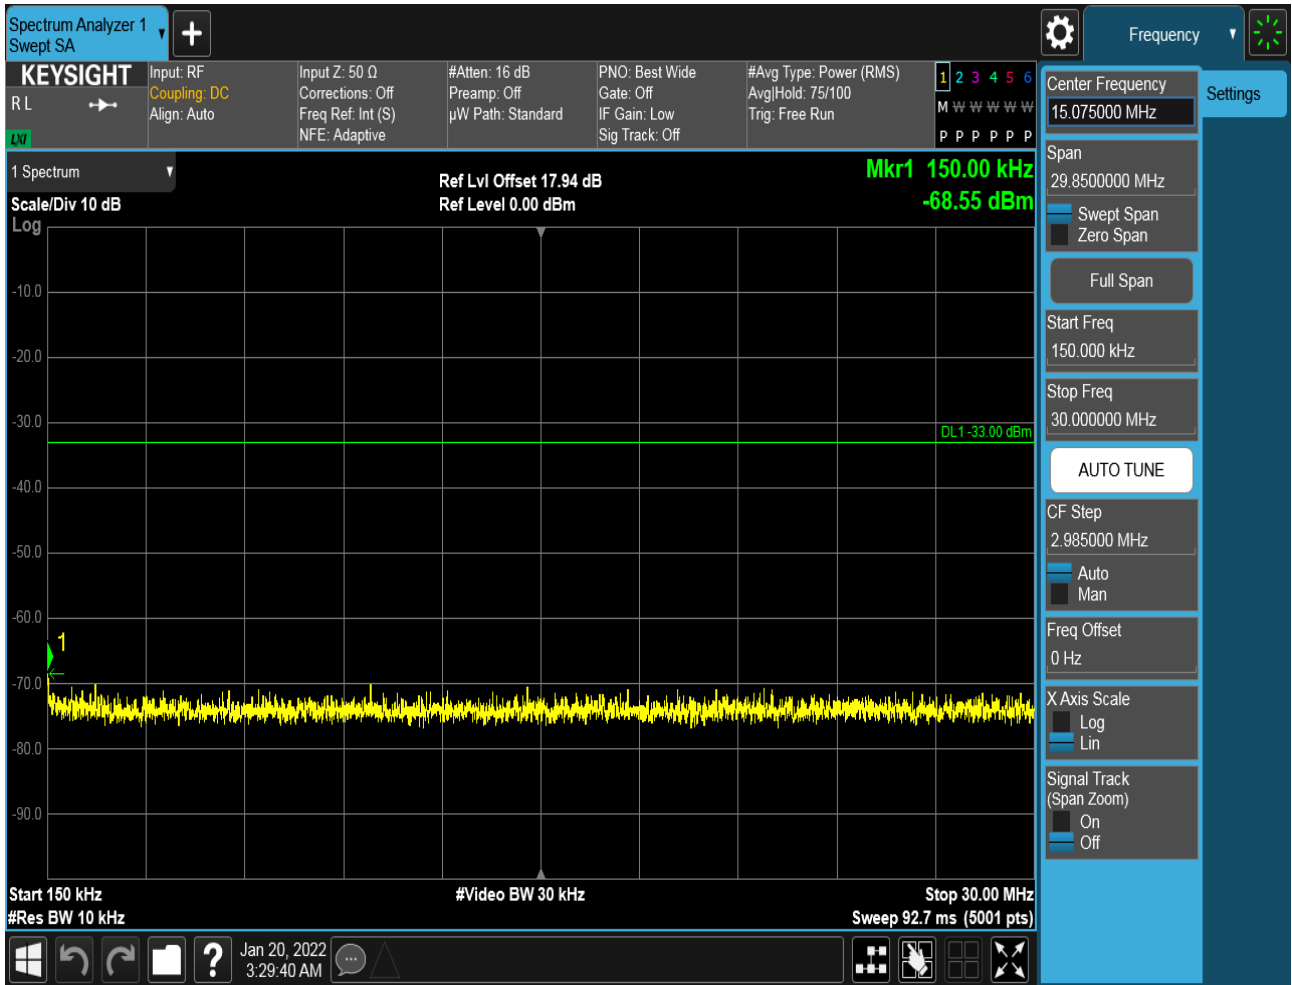 Spectrum Analyzer 1
Swept SA
Frequency
KEYSIGHT
R L
LXI
Input: RF
Coupling: DC
Align: Auto
Input Z: 50 Ω
Corrections: Off
Freq Ref: Int (S)
NFE: Adaptive
#Atten: 16 dB
Preamp: Off
µW Path: Standard
PNO: Best Wide
Gate: Off
IF Gain: Low
Sig Track: Off
#Avg Type: Power (RMS)
Avg|Hold: 75/100
Trig: Free Run
1 2 3 4 5 6
M W W W W W
P P P P P P
1 Spectrum
Scale/Div 10 dB
Log
Ref Lvl Offset 17.94 dB
Ref Level 0.00 dBm
Mkr1 150.00 kHz
-68.55 dBm
-10.0
-20.0
-30.0
DL1 -33.00 dBm
-40.0
-50.0
-60.0
1
-70.0
-80.0
-90.0
Start 150 kHz
#Video BW 30 kHz
Stop 30.00 MHz
#Res BW 10 kHz
Sweep 92.7 ms (5001 pts)
Jan 20, 2022
3:29:40 AM
Center Frequency
15.075000 MHz
Settings
Span
29.8500000 MHz
Swept Span
Zero Span
Full Span
Start Freq
150.000 kHz
Stop Freq
30.000000 MHz
AUTO TUNE
CF Step
2.985000 MHz
Auto
Man
Freq Offset
0 Hz
X Axis Scale
Log
Lin
Signal Track
(Span Zoom)
On
Off